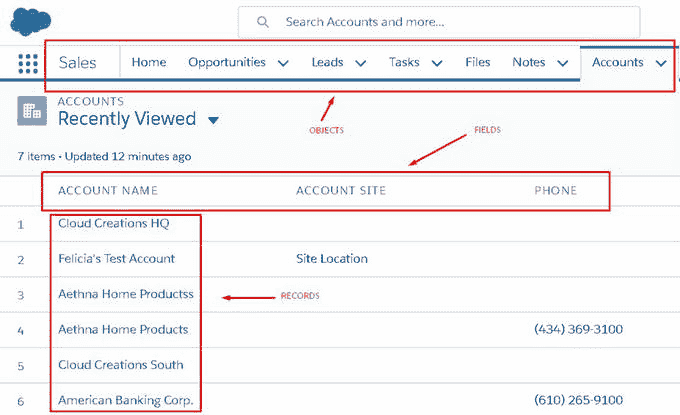 Search Accounts and more...
Sales Home Opportunities Leads Tasks Files Notes Accounts
OBJECTS
ACCOUNTS
Recently Viewed
FIELDS
7 items • Updated 12 minutes ago
ACCOUNT NAME ACCOUNT SITE PHONE
1 Cloud Creations HQ
2 Felicia's Test Account Site Location
3 Aethna Home Productss
RECORDS
4 Aethna Home Products (434) 369-3100
5 Cloud Creations South
6 American Banking Corp. (610) 265-9100